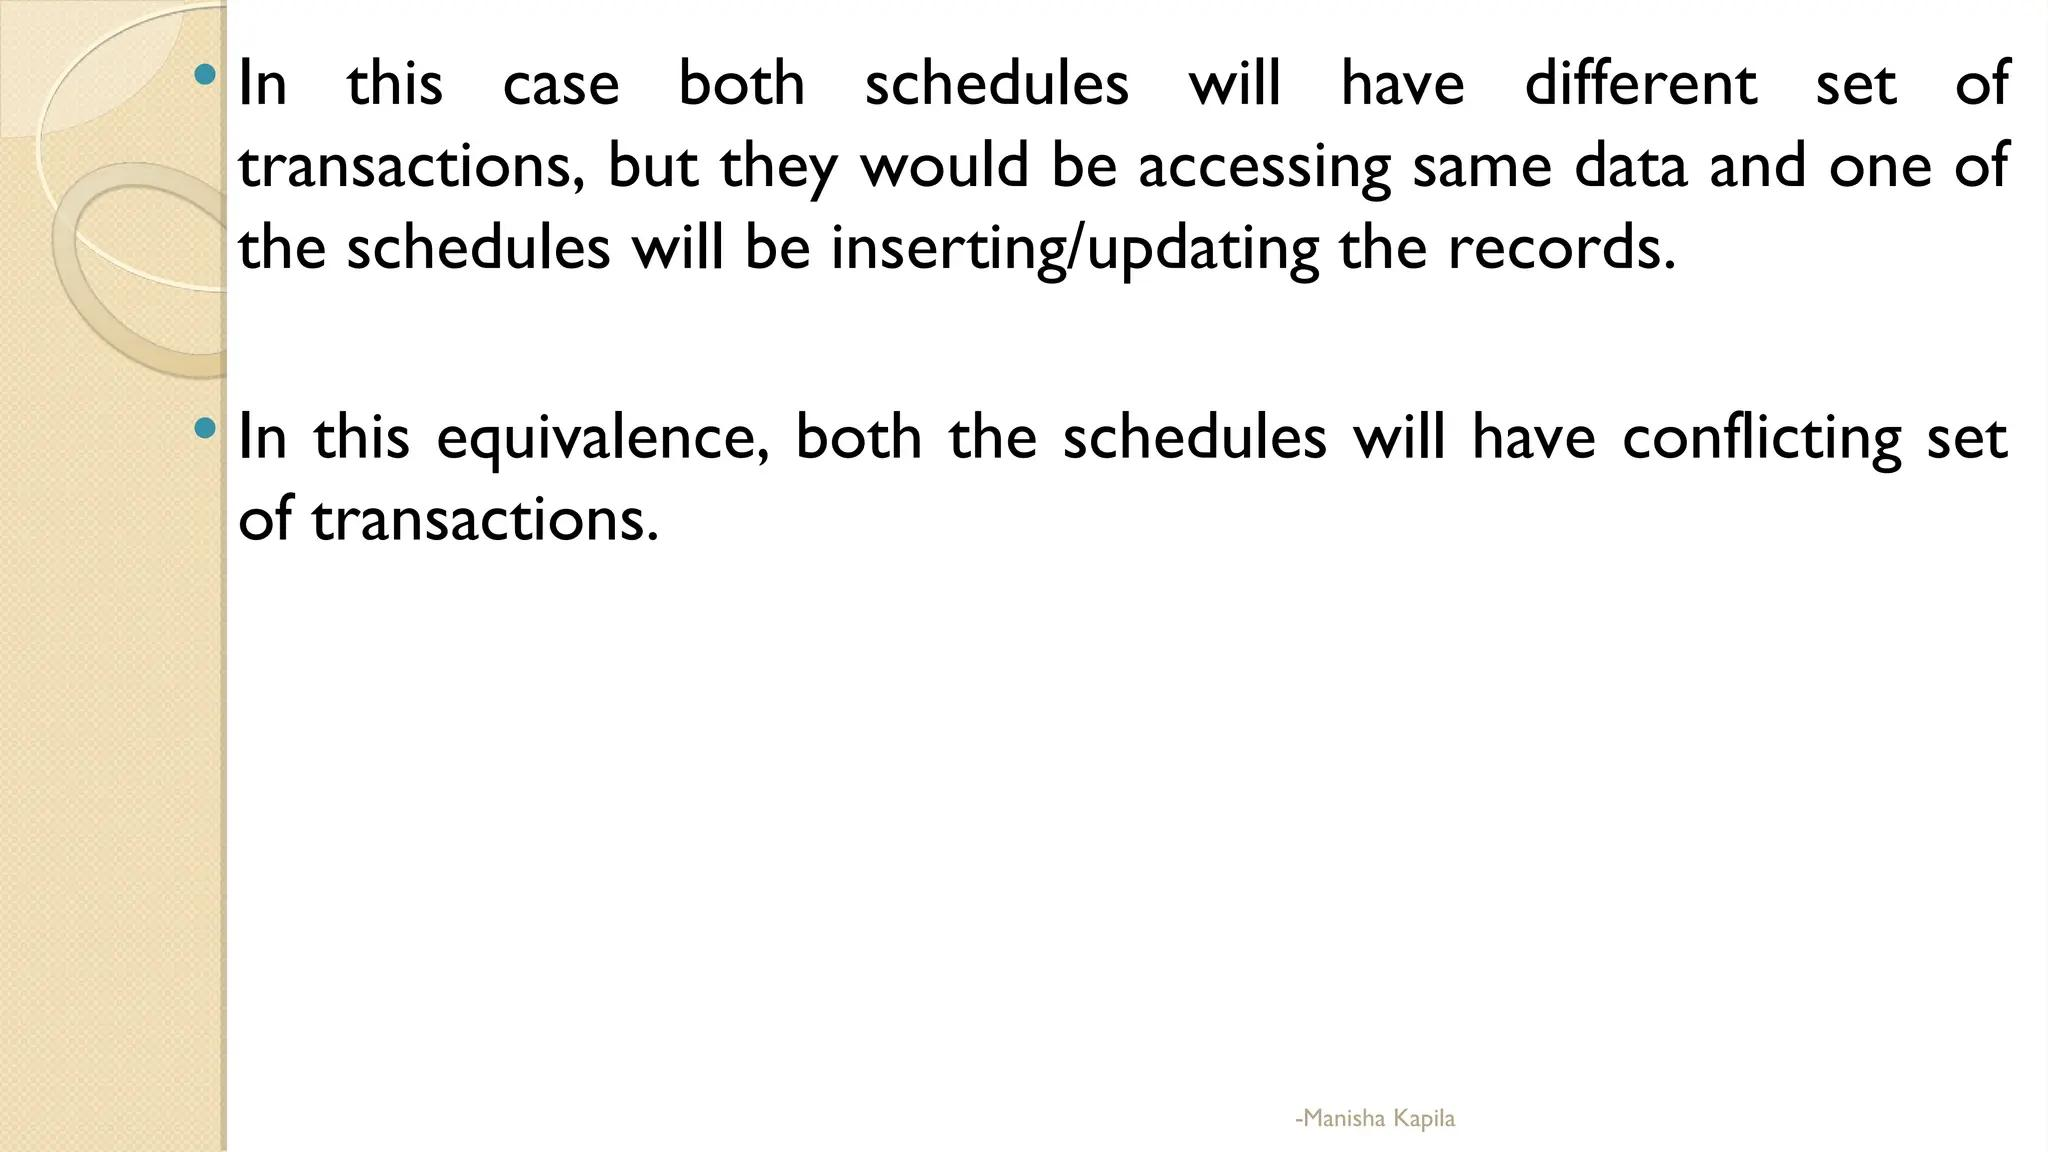 • In this case both schedules will have different set of
transactions, but they would be accessing same data and one of
the schedules will be inserting/updating the records.
• In this equivalence, both the schedules will have conflicting set
of transactions.
-Manisha Kapila